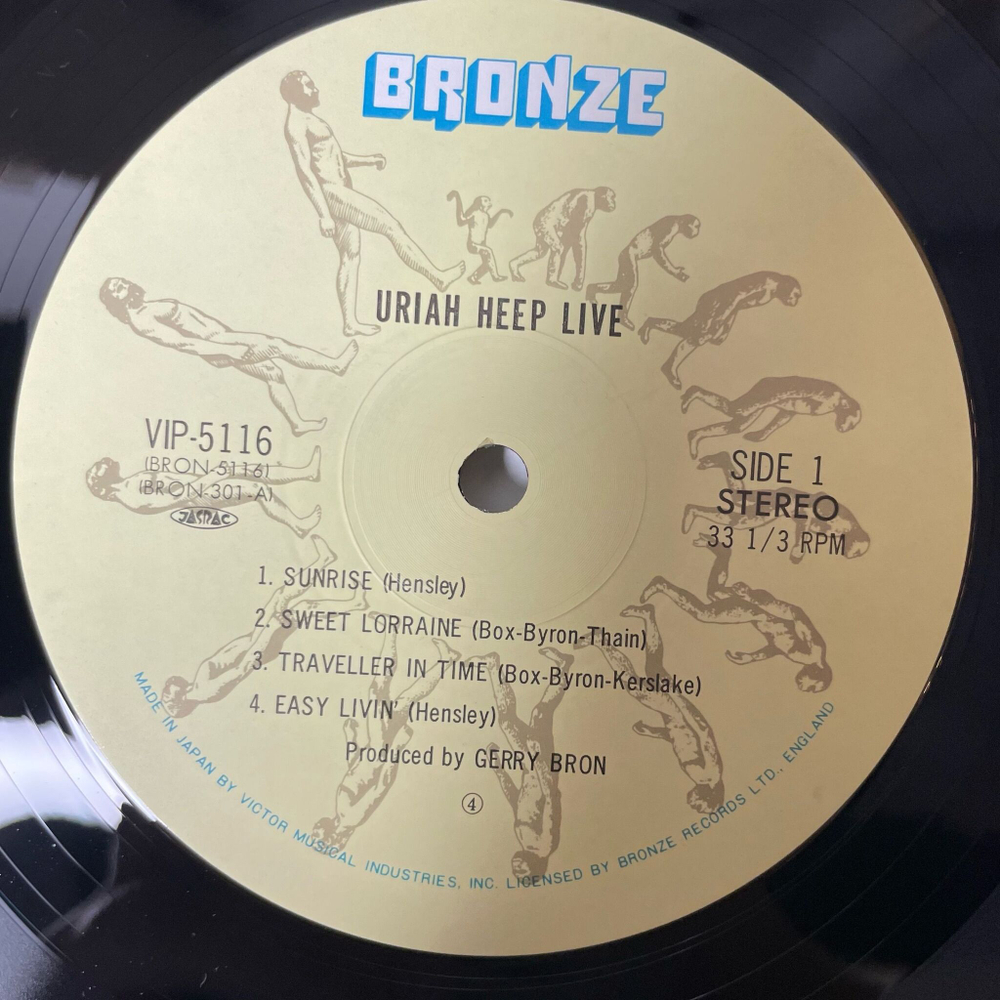 BRONZE
URIAH HEEP LIVE
VIP-5116
(BRON-5116)
(BRON-301-A)
JASRAC
SIDE 1
STEREO
33 1/3 RPM
1. SUNRISE (Hensley)
2. SWEET LORRAINE (Box-Byron-Thain)
3. TRAVELLER IN TIME (Box-Byron-Kerslake)
4. EASY LIVIN' (Hensley)
Produced by GERRY BRON
④
MADE IN JAPAN BY VICTOR MUSICAL INDUSTRIES, INC. LICENSED BY BRONZE RECORDS LTD., ENGLAND